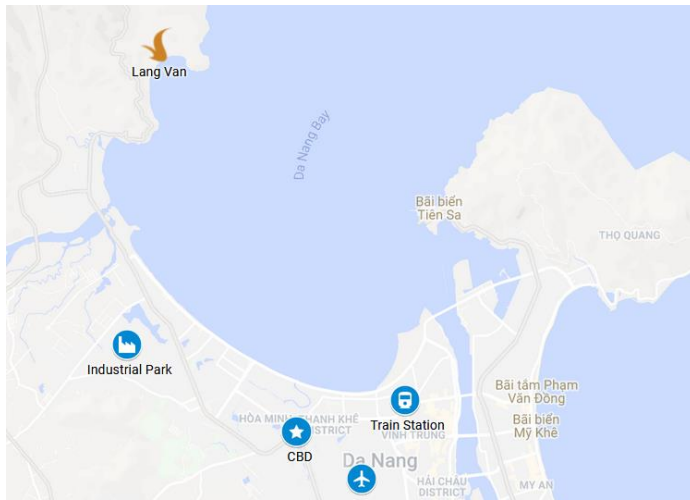 Lang Van
Da Nang Bay
Bãi biển
Tiên Sa
THỌ QUANG
Industrial Park
Bãi tắm Phạm
Văn Đồng
Train Station
HÒA MINH
THANH KHÊ
DISTRICT
Bãi biển
Mỹ Khê
VĨNH TRUNG
CBD
Da Nang
HẢI CHÂU
DISTRICT
MY AN